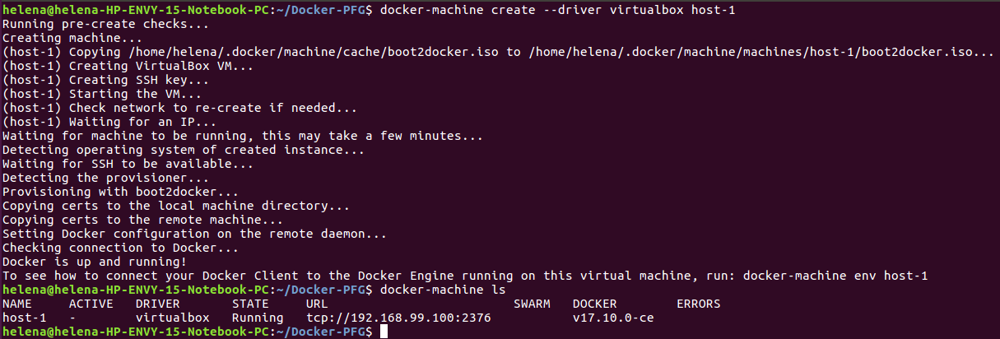 helena@helena-HP-ENVY-15-Notebook-PC:~/Docker-PFG$ docker-machine create --driver virtualbox host-1
Running pre-create checks...
Creating machine...
(host-1) Copying /home/helena/.docker/machine/cache/boot2docker.iso to /home/helena/.docker/machine/machines/host-1/boot2docker.iso...
(host-1) Creating VirtualBox VM...
(host-1) Creating SSH key...
(host-1) Starting the VM...
(host-1) Check network to re-create if needed...
(host-1) Waiting for an IP...
Waiting for machine to be running, this may take a few minutes...
Detecting operating system of created instance...
Waiting for SSH to be available...
Detecting the provisioner...
Provisioning with boot2docker...
Copying certs to the local machine directory...
Copying certs to the remote machine...
Setting Docker configuration on the remote daemon...
Checking connection to Docker...
Docker is up and running!
To see how to connect your Docker Client to the Docker Engine running on this virtual machine, run: docker-machine env host-1
helena@helena-HP-ENVY-15-Notebook-PC:~/Docker-PFG$ docker-machine ls
NAME     ACTIVE   DRIVER       STATE     URL                         SWARM   DOCKER        ERRORS
host-1   -        virtualbox   Running   tcp://192.168.99.100:2376           v17.10.0-ce
helena@helena-HP-ENVY-15-Notebook-PC:~/Docker-PFG$